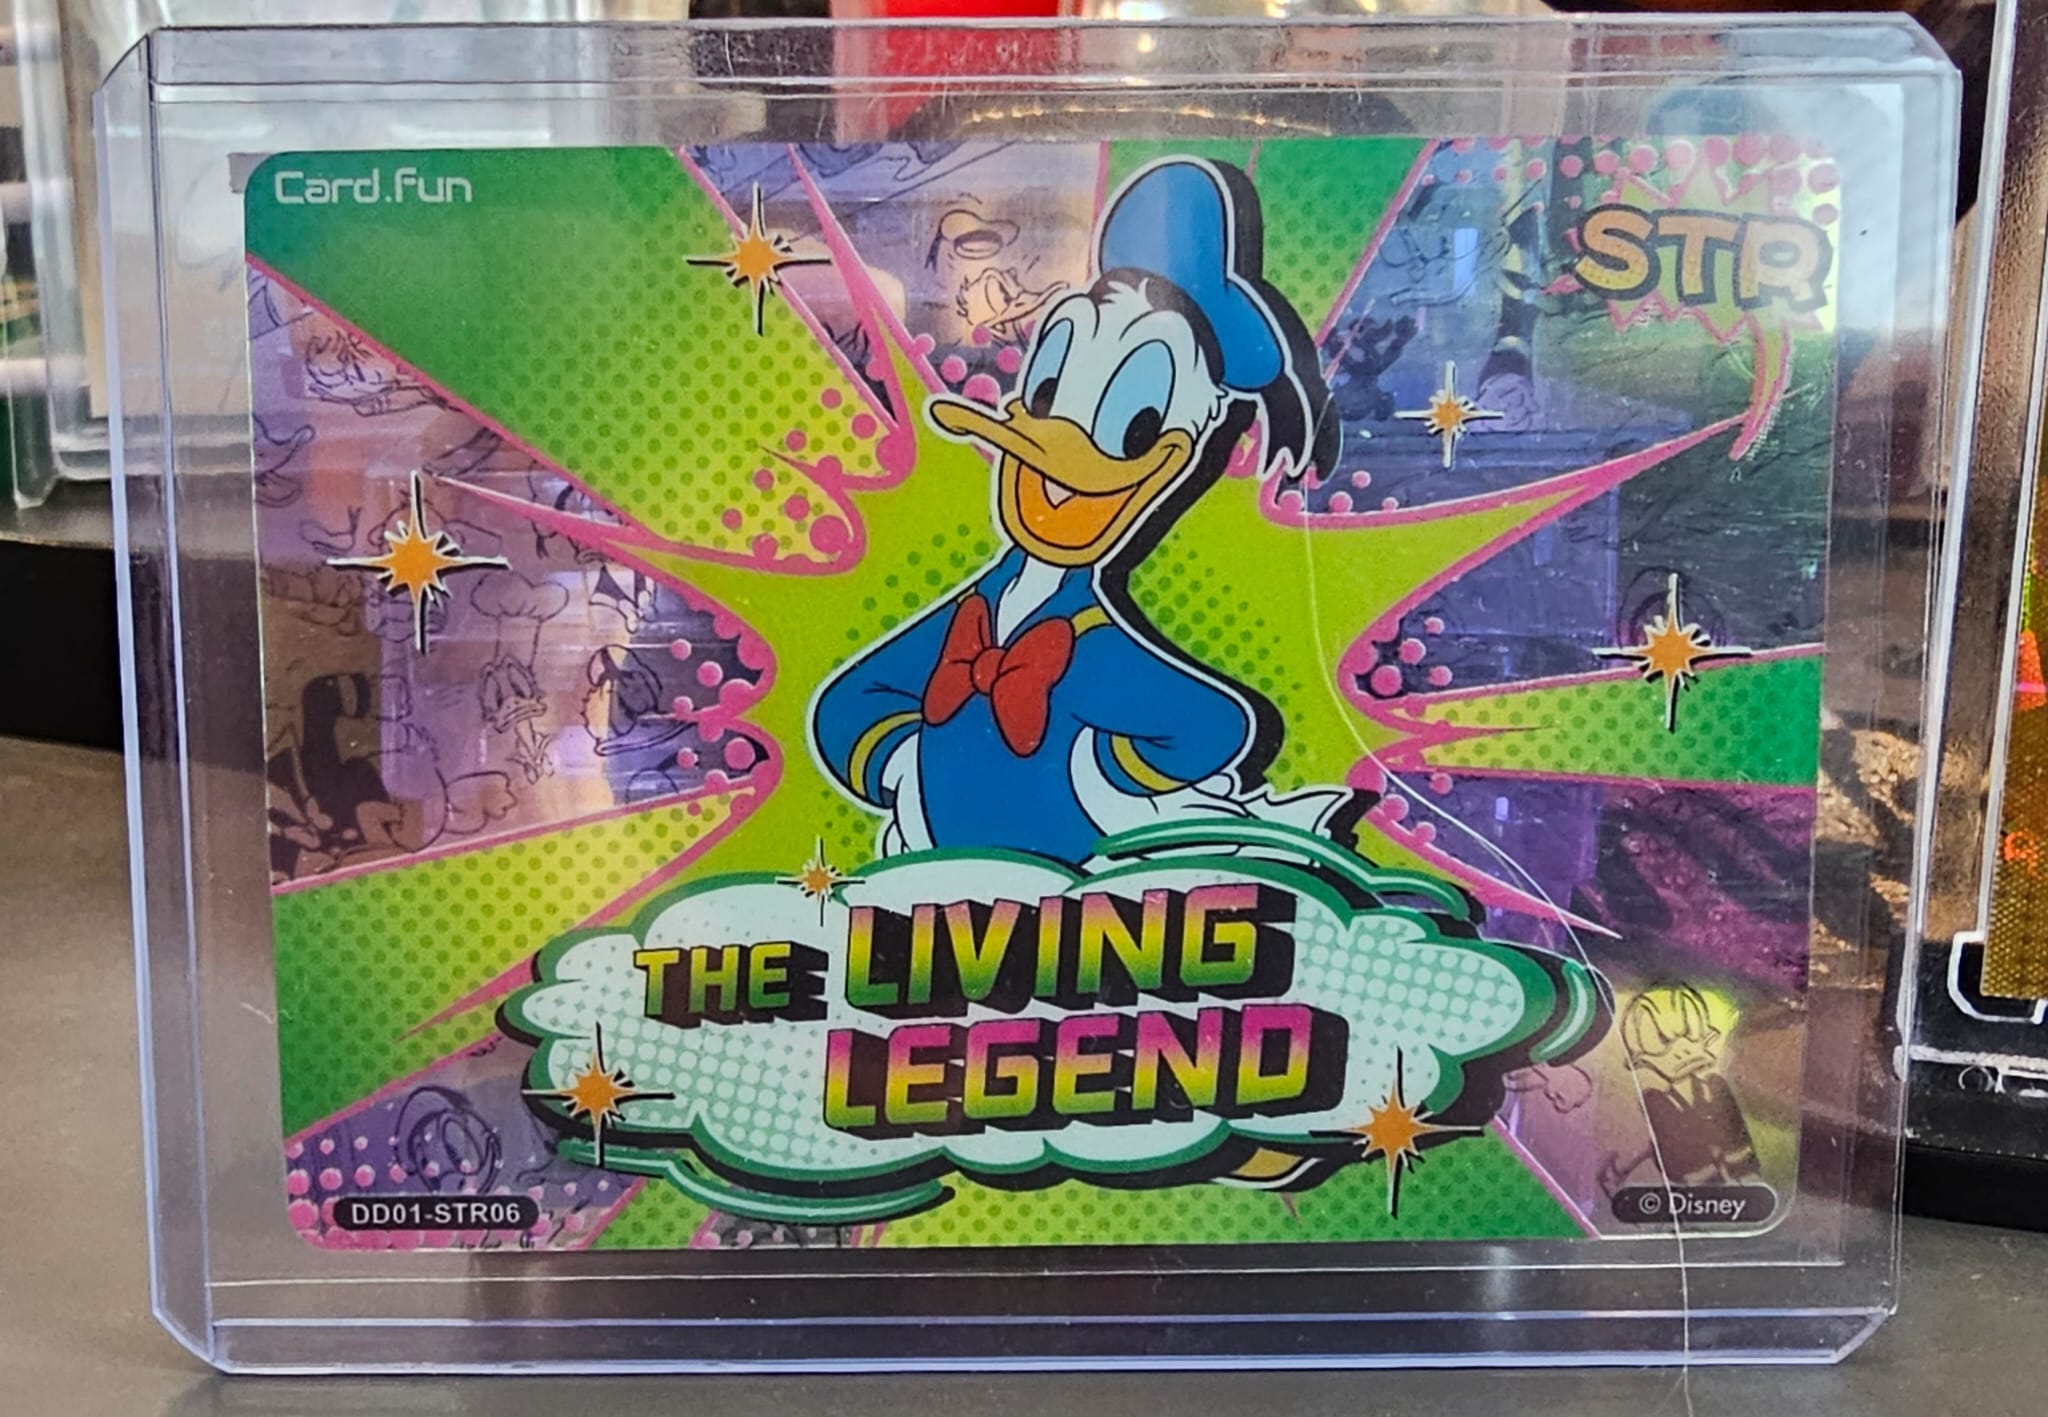 Card.Fun
STR
THE LIVING
LEGEND
DD01-STR06
© Disney